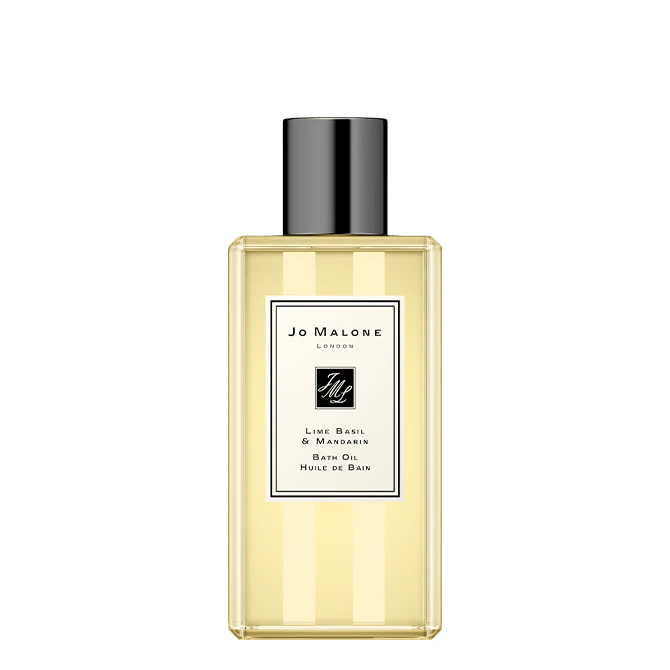 Jo Malone
London
JML
Lime Basil
& Mandarin
Bath Oil
Huile de Bain